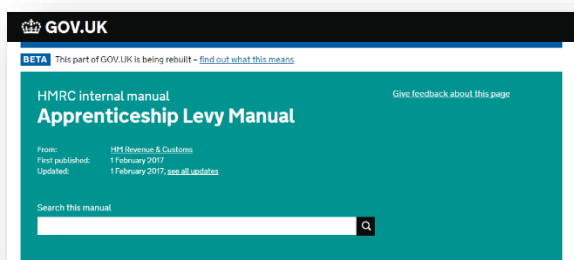 GOV.UK
BETA This part of GOV.UK is being rebuilt – find out what this means
HMRC internal manual
Give feedback about this page
Apprenticeship Levy Manual
From: HM Revenue & Customs
First published: 1 February 2017
Updated: 1 February 2017, see all updates
Search this manual